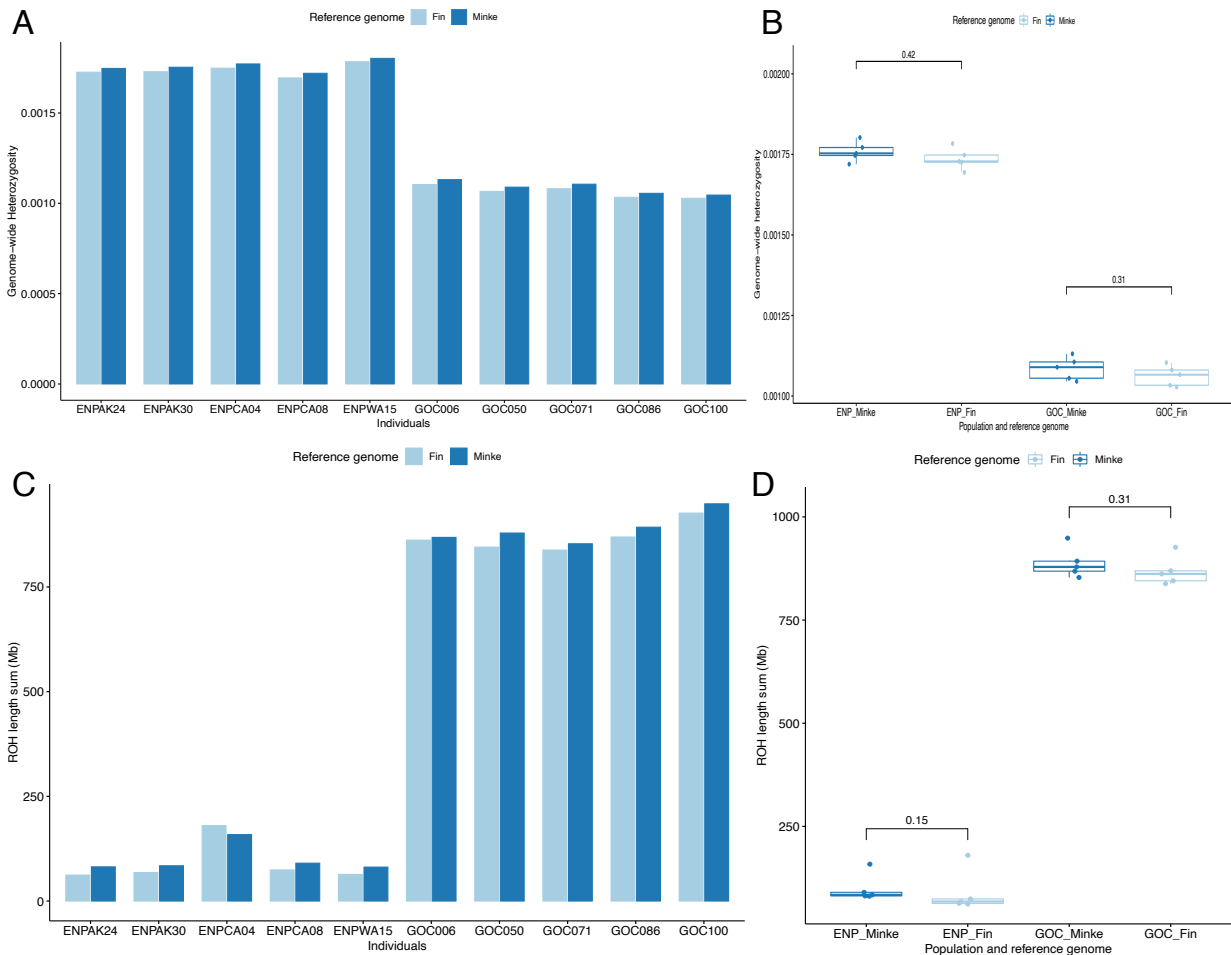 A
Reference genome Fin Minke
Genome-wide Heterozygosity
0.0015
0.0010
0.0005
0.0000
ENPAK24 ENPAK30 ENPCA04 ENPCA08 ENPWA15 GOC006 GOC050 GOC071 GOC086 GOC100
Individuals
B
Reference genome Fin Minke
Genome-wide heterozygosity
0.00200
0.00175
0.00150
0.00125
0.00100
0.42
0.31
ENP_Minke ENP_Fin GOC_Minke GOC_Fin
Population and reference genome
C
Reference genome Fin Minke
ROH length sum (Mb)
750
500
250
0
ENPAK24 ENPAK30 ENPCA04 ENPCA08 ENPWA15 GOC006 GOC050 GOC071 GOC086 GOC100
Individuals
D
Reference genome Fin Minke
ROH length sum (Mb)
1000
750
500
250
0.31
0.15
ENP_Minke ENP_Fin GOC_Minke GOC_Fin
Population and reference genome